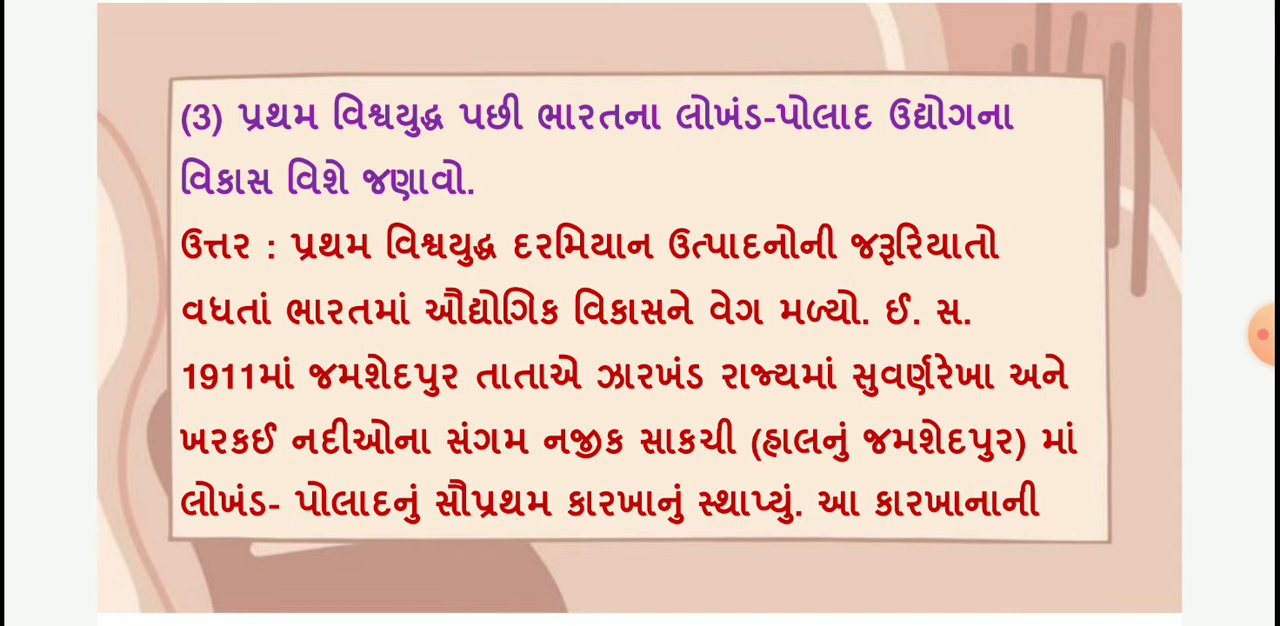 (3) પ્રથમ વિશ્વયુદ્ધ પછી ભારતના લોખંડ-પોલાદ ઉદ્યોગના
વિકાસ વિશે જણાવો.
ઉત્તર : પ્રથમ વિશ્વયુદ્ધ દરમિયાન ઉત્પાદનોની જરૂરિયાતો
વધતાં ભારતમાં ઔદ્યોગિક વિકાસને વેગ મળ્યો. ઈ. સ.
1911માં જમશેદપુર તાતાએ ઝારખંડ રાજ્યમાં સુવર્ણરેખા અને
ખરકઈ નદીઓના સંગમ નજીક સાકચી (હાલનું જમશેદપુર) માં
લોખંડ- પોલાદનું સૌપ્રથમ કારખાનું સ્થાપ્યું. આ કારખાનાની